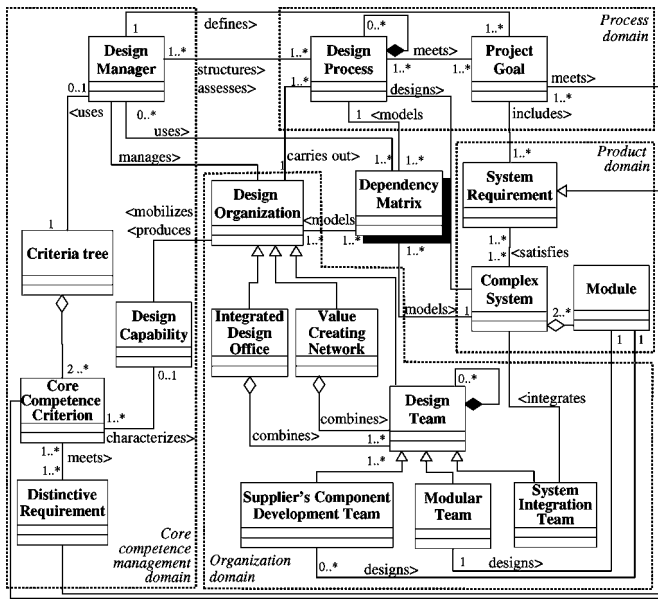 1
defines>
0..*
1..*
Process
domain
Design
Manager
1..*
1..*
Design
Process
meets>
1..*
1..*
Project
Goal
structures>
assesses>
meets>
1..*
0..1
<uses
0..*
1..*
designs>
1
<models
includes>
uses>
manages>
1
carries out>
1..*
1..*
1..*
Product
domain
Design
Organization
Dependency
Matrix
System
Requirement
<mobilizes
<produces
<models
1..*
1..*
1..*
1..*
1..*
<satisfies
1
Criteria tree
Complex
System
Module
Design
Capability
Integrated
Design
Office
Value
Creating
Network
models>
1
2..*
1
1
2..*
0..1
0..*
Core
Competence
Criterion
1..*
characterizes>
Design
Team
<integrates
combines>
combines>
1..*
1..*
1..*
meets>
1..*
Distinctive
Requirement
Supplier's Component
Development Team
Modular
Team
System
Integration
Team
Core
competence
management
domain
Organization
domain
0..*
designs>
1
designs>